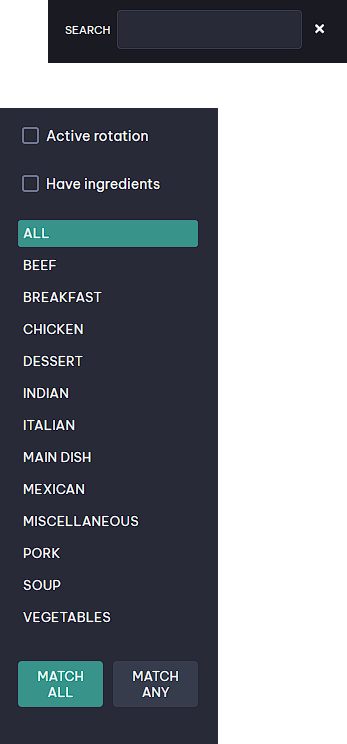 SEARCH
Active rotation
Have ingredients
ALL
BEEF
BREAKFAST
CHICKEN
DESSERT
INDIAN
ITALIAN
MAIN DISH
MEXICAN
MISCELLANEOUS
PORK
SOUP
VEGETABLES
MATCH
ALL
MATCH
ANY